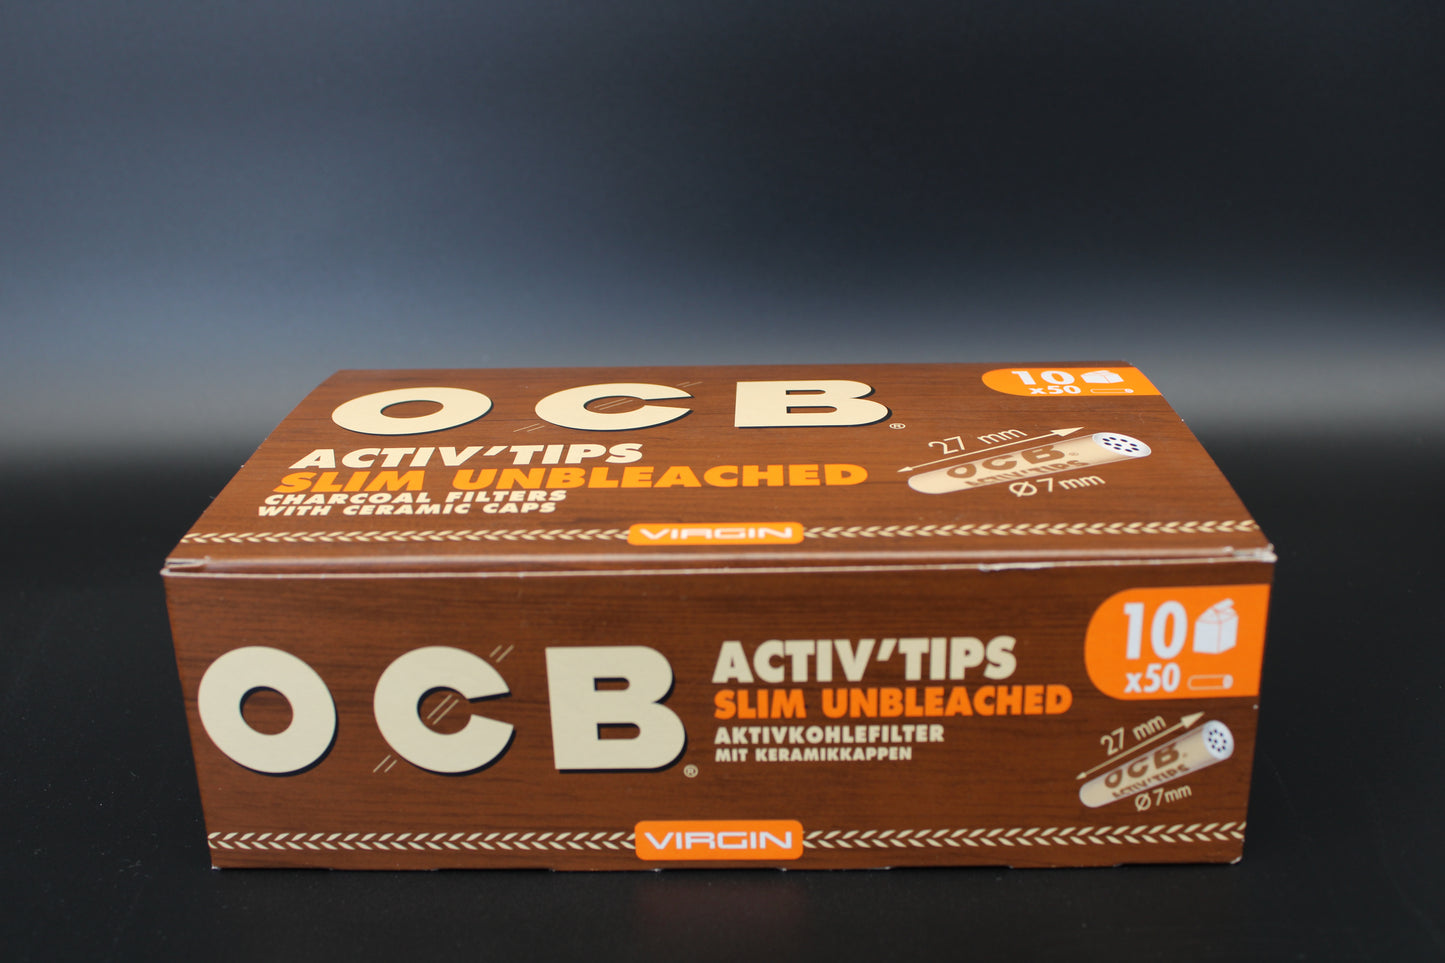 OCB®
10
x50
ACTIV'TIPS
SLIM UNBLEACHED
CHARCOAL FILTERS
WITH CERAMIC CAPS
27 mm
OCB®
ACTIV'TIPS
Ø7mm
VIRGIN
OCB®
ACTIV'TIPS
SLIM UNBLEACHED
AKTIVKOHLEFILTER
MIT KERAMIKKAPPEN
10
x50
27 mm
OCB®
ACTIV'TIPS
Ø7mm
VIRGIN